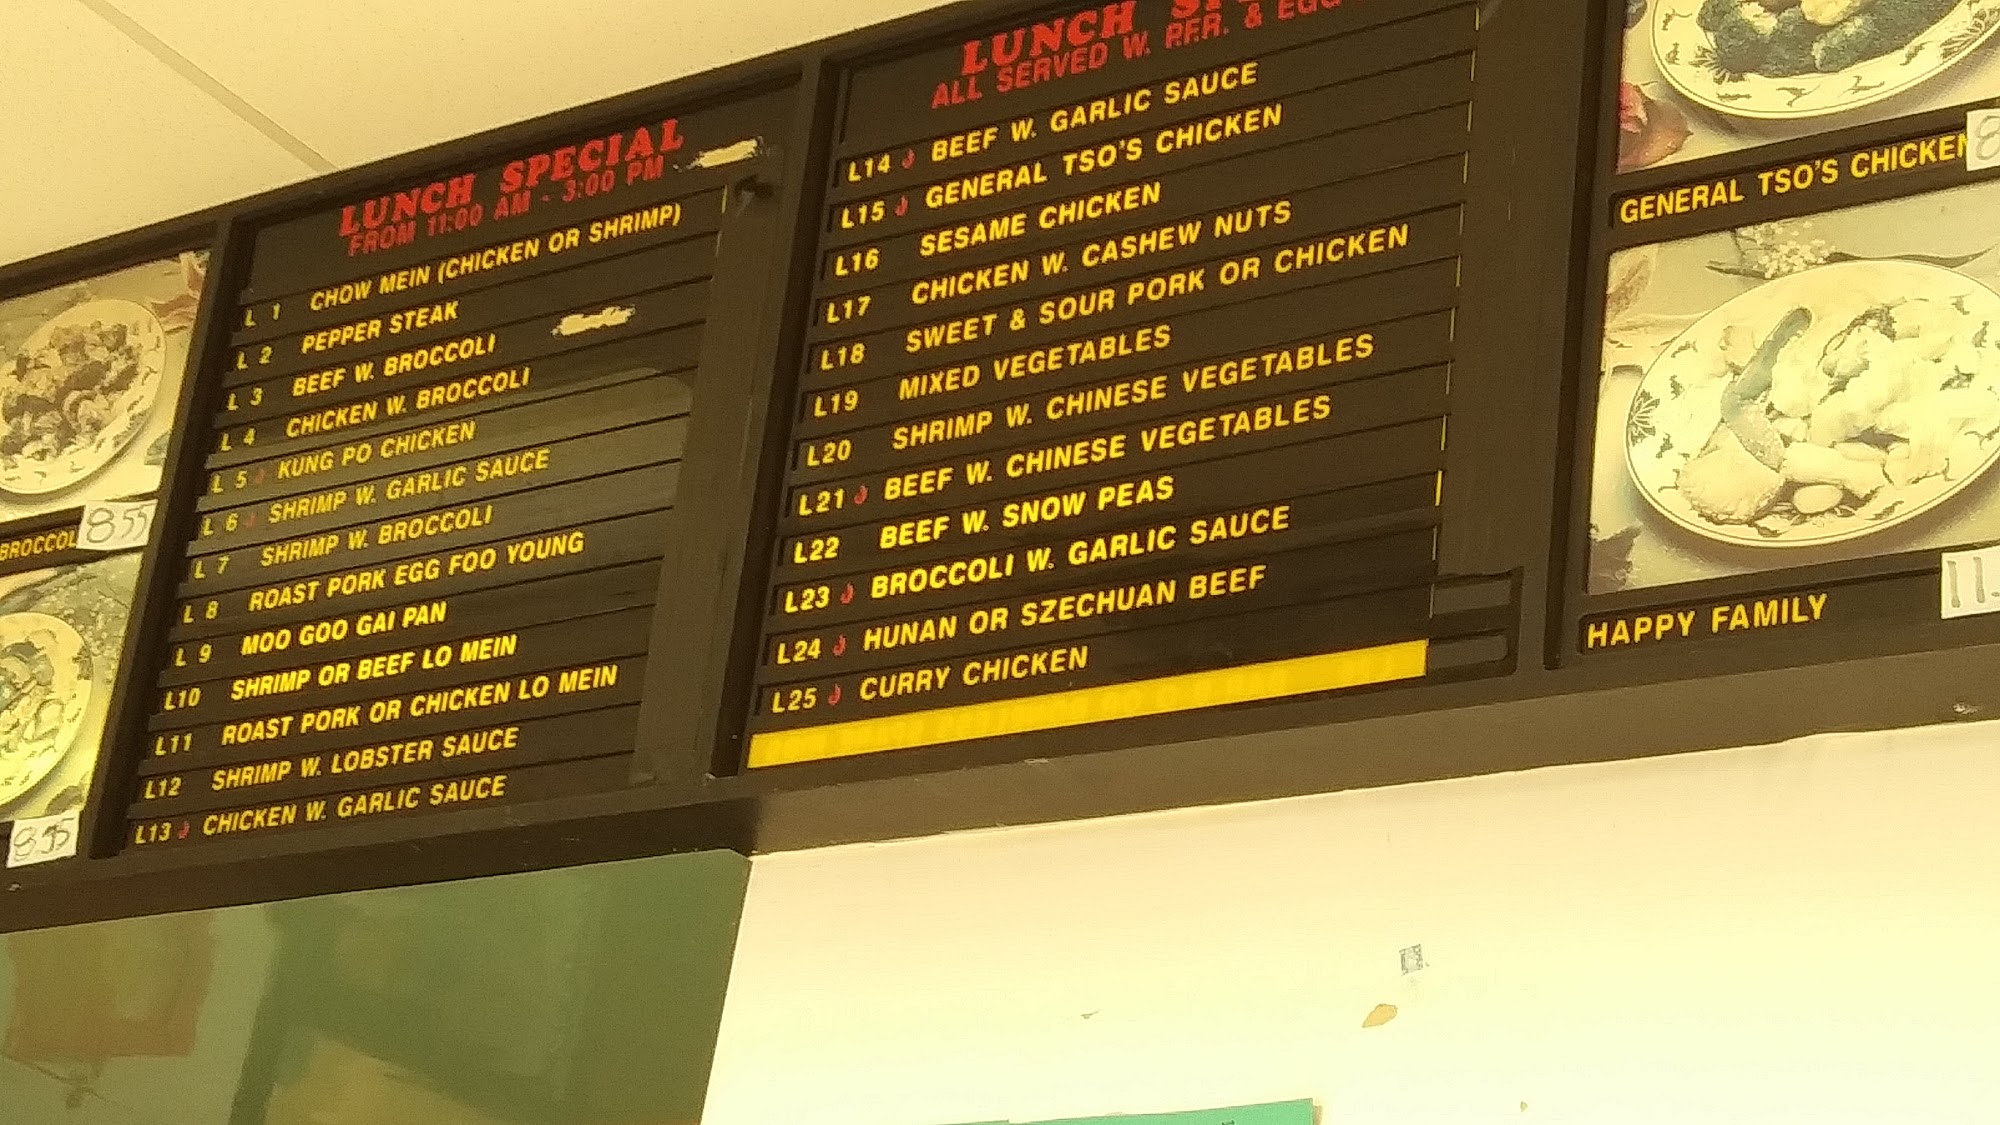 BROCCOL
855
855
LUNCH SPECIAL
FROM 11:00 AM - 3:00 PM
L 1 CHOW MEIN (CHICKEN OR SHRIMP)
L 2 PEPPER STEAK
L 3 BEEF W. BROCCOLI
L 4 CHICKEN W. BROCCOLI
L 5 KUNG PO CHICKEN
L 6 SHRIMP W. GARLIC SAUCE
L 7 SHRIMP W. BROCCOLI
L 8 ROAST PORK EGG FOO YOUNG
L 9 MOO GOO GAI PAN
L10 SHRIMP OR BEEF LO MEIN
L11 ROAST PORK OR CHICKEN LO MEIN
L12 SHRIMP W. LOBSTER SAUCE
L13 CHICKEN W. GARLIC SAUCE
LUNCH SP
ALL SERVED W. P.F.R. & EGG
L14 BEEF W. GARLIC SAUCE
L15 GENERAL TSO'S CHICKEN
L16 SESAME CHICKEN
L17 CHICKEN W. CASHEW NUTS
L18 SWEET & SOUR PORK OR CHICKEN
L19 MIXED VEGETABLES
L20 SHRIMP W. CHINESE VEGETABLES
L21 BEEF W. CHINESE VEGETABLES
L22 BEEF W. SNOW PEAS
L23 BROCCOLI W. GARLIC SAUCE
L24 HUNAN OR SZECHUAN BEEF
L25 CURRY CHICKEN
GENERAL TSO'S CHICKEN 8
HAPPY FAMILY 11.